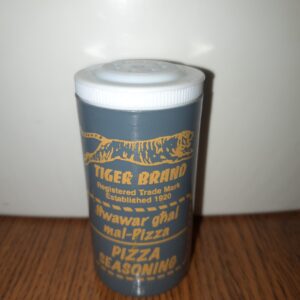 TIGER BRAND
Registered Trade Mark
Established 1920
Ħwawar għal
mal-Pizza
PIZZA
SEASONING